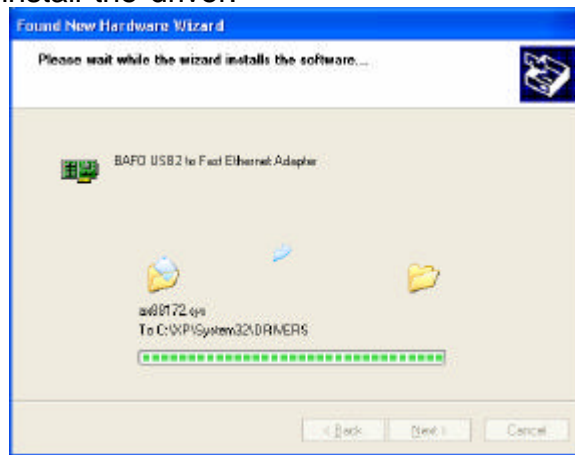 install the driver.
Found New Hardware Wizard
Please wait while the wizard installs the software...
BAFO USB2 to Fast Ethernet Adapter
ax88172.sys
To C:\XP\System32\DRIVERS
< Back
Next >
Cancel